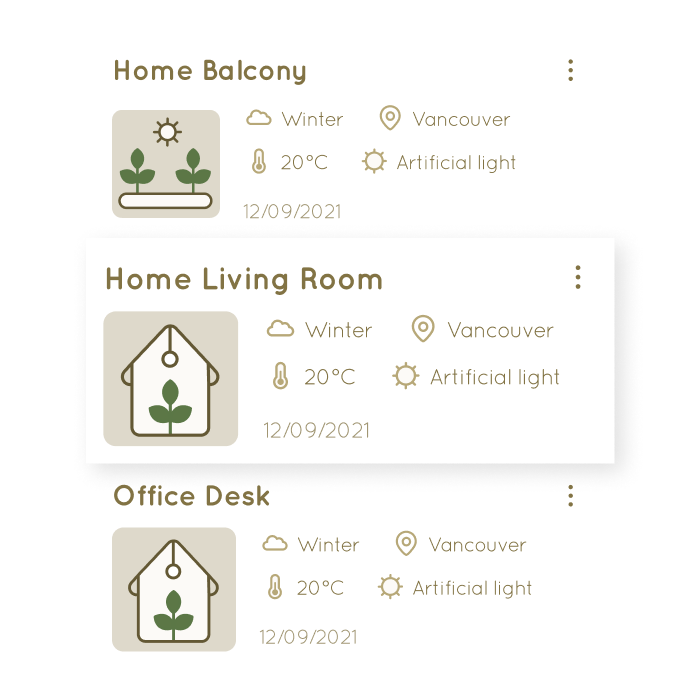 Home Balcony
Winter Vancouver
20°C Artificial light
12/09/2021
Home Living Room
Winter Vancouver
20°C Artificial light
12/09/2021
Office Desk
Winter Vancouver
20°C Artificial light
12/09/2021